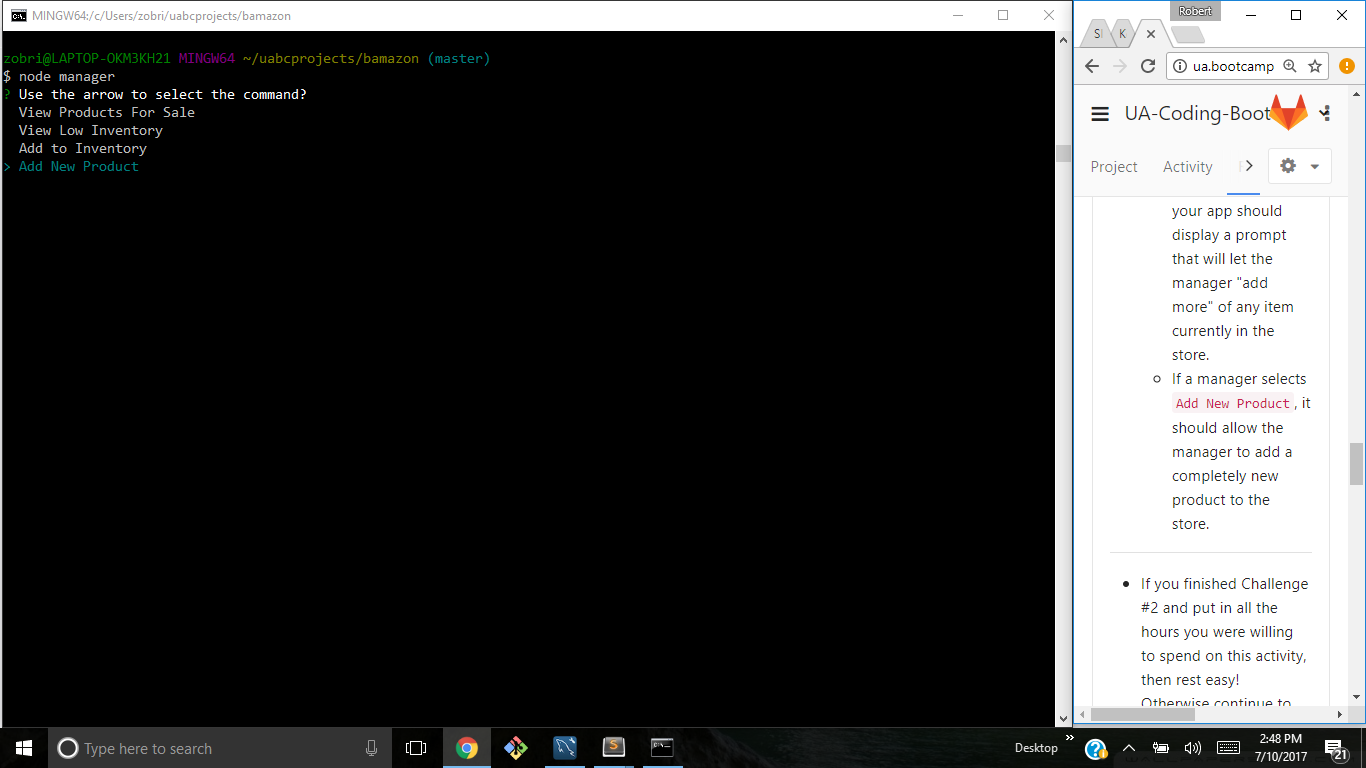 MINGW64:/c/Users/zobri/uabcprojects/bamazon
zobri@LAPTOP-OKM3KH21 MINGW64 ~/uabcprojects/bamazon (master)
$ node manager
? Use the arrow to select the command?
View Products For Sale
View Low Inventory
Add to Inventory
> Add New Product
Robert
K
ua.bootcamp
UA-Coding-Boot
Project
Activity
your app should
display a prompt
that will let the
manager "add
more" of any item
currently in the
store.
If a manager selects
Add New Product, it
should allow the
manager to add a
completely new
product to the
store.
If you finished Challenge
#2 and put in all the
hours you were willing
to spend on this activity,
then rest easy!
Otherwise continue to
Type here to search
Desktop
2:48 PM
7/10/2017
21